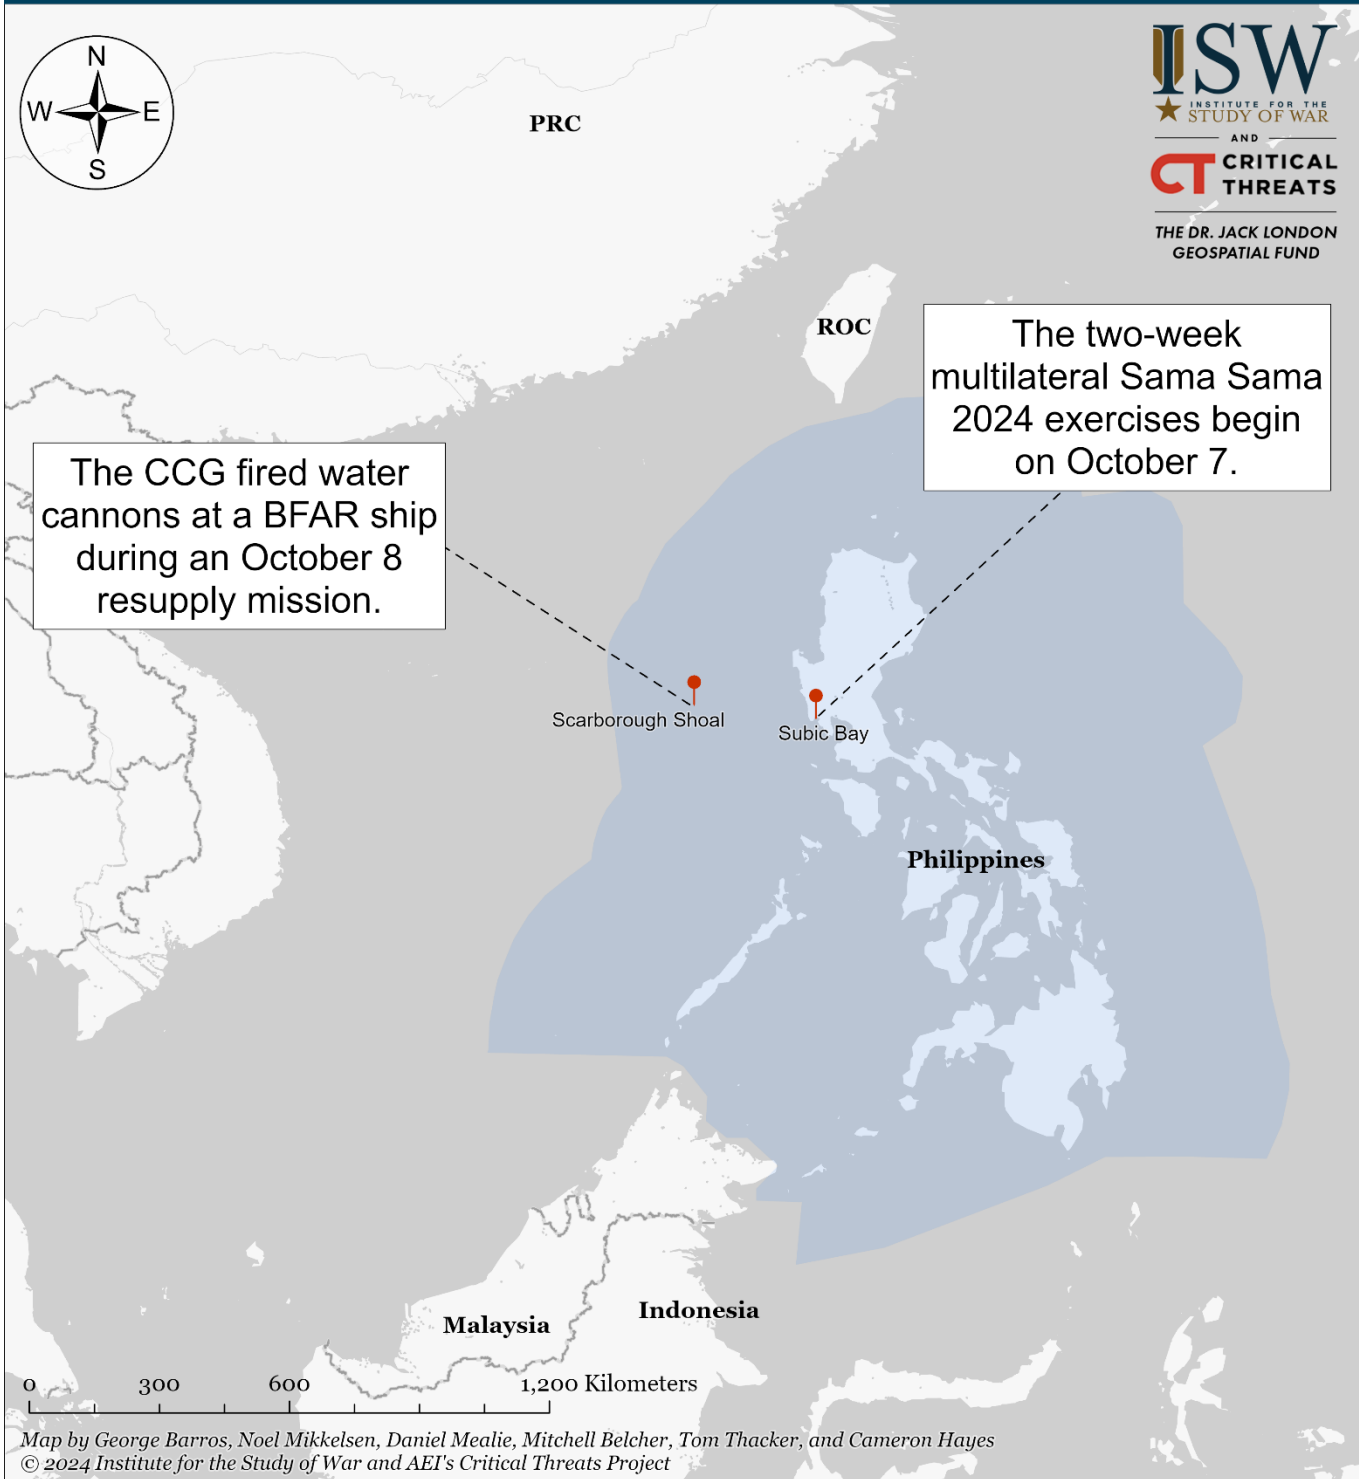 N
W
E
S
PRC
ISW
INSTITUTE FOR THE
STUDY OF WAR
AND
CT CRITICAL
THREATS
THE DR. JACK LONDON
GEOSPATIAL FUND
ROC
The two-week
multilateral Sama Sama
2024 exercises begin
on October 7.
The CCG fired water
cannons at a BFAR ship
during an October 8
resupply mission.
Scarborough Shoal
Subic Bay
Philippines
Indonesia
Malaysia
0 300 600 1,200 Kilometers
Map by George Barros, Noel Mikkelsen, Daniel Mealie, Mitchell Belcher, Tom Thacker, and Cameron Hayes
© 2024 Institute for the Study of War and AEI's Critical Threats Project